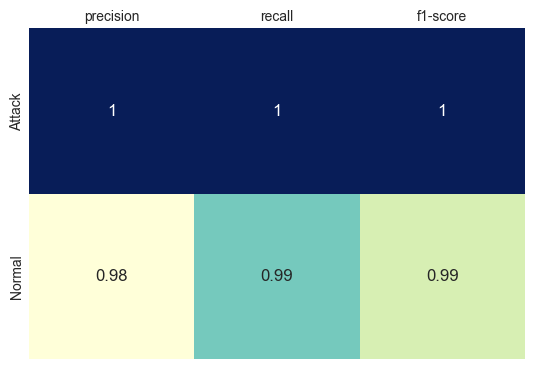 precision recall f1-score
Attack 1 1 1
Normal 0.98 0.99 0.99